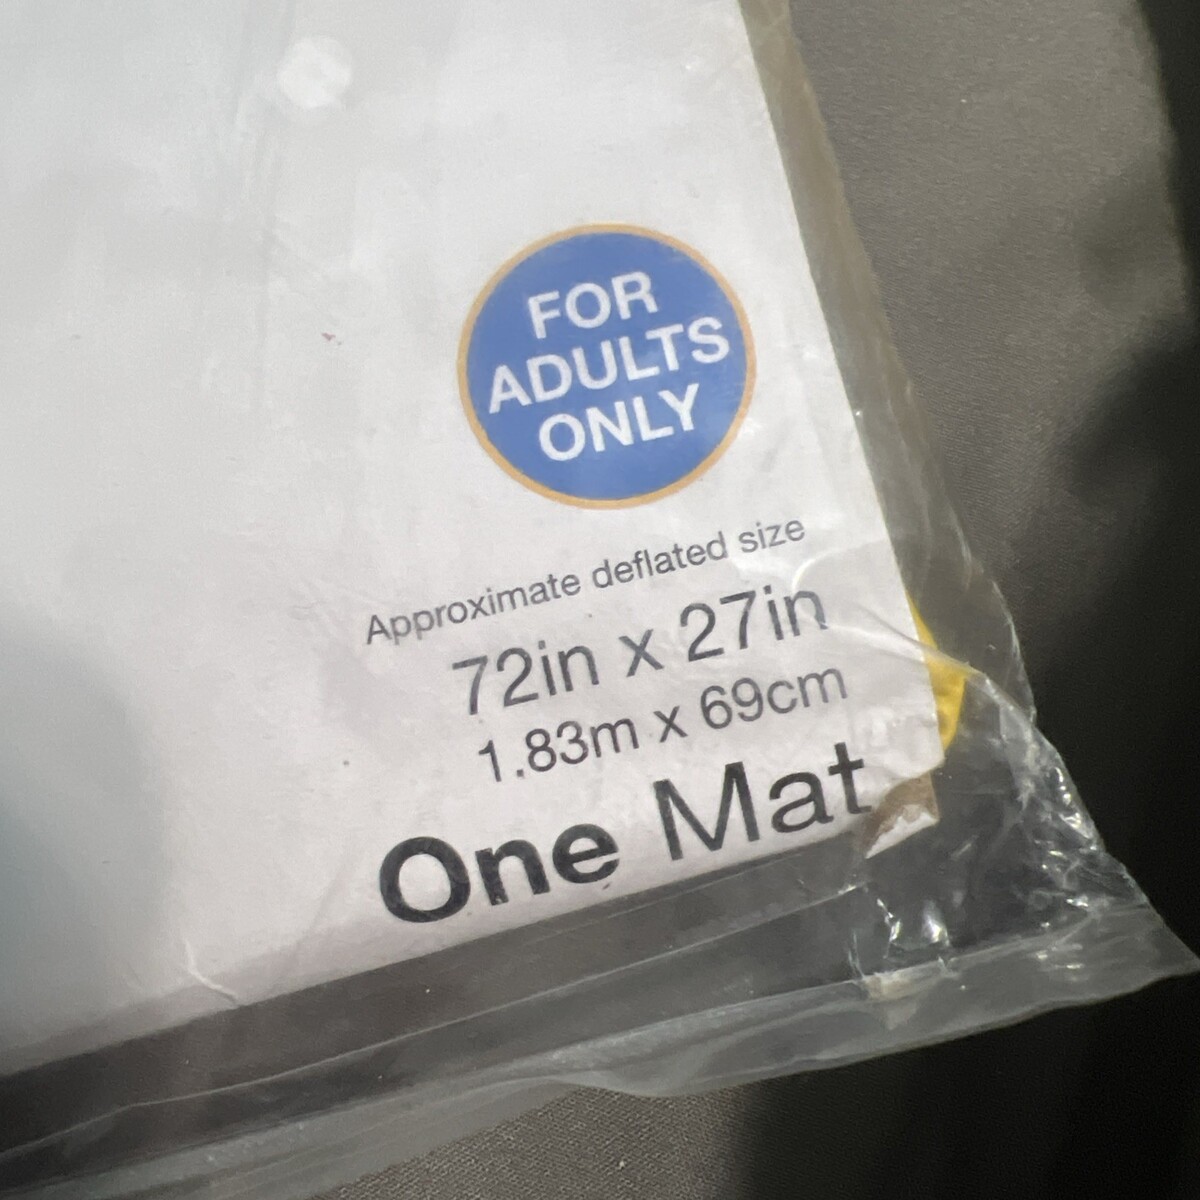 FOR
ADULTS
ONLY
Approximate deflated size
72in x 27in
1.83m x 69cm
One Mat